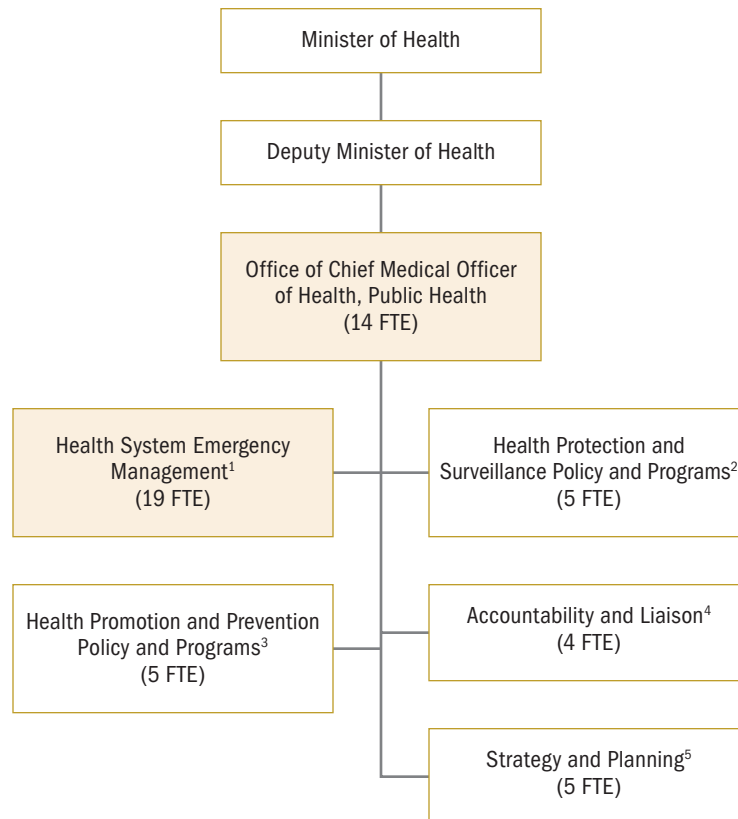 Minister of Health
Deputy Minister of Health
Office of Chief Medical Officer
of Health, Public Health
(14 FTE)
Health System Emergency
Management¹
(19 FTE)
Health Protection and
Surveillance Policy and Programs²
(5 FTE)
Health Promotion and Prevention
Policy and Programs³
(5 FTE)
Accountability and Liaison⁴
(4 FTE)
Strategy and Planning⁵
(5 FTE)